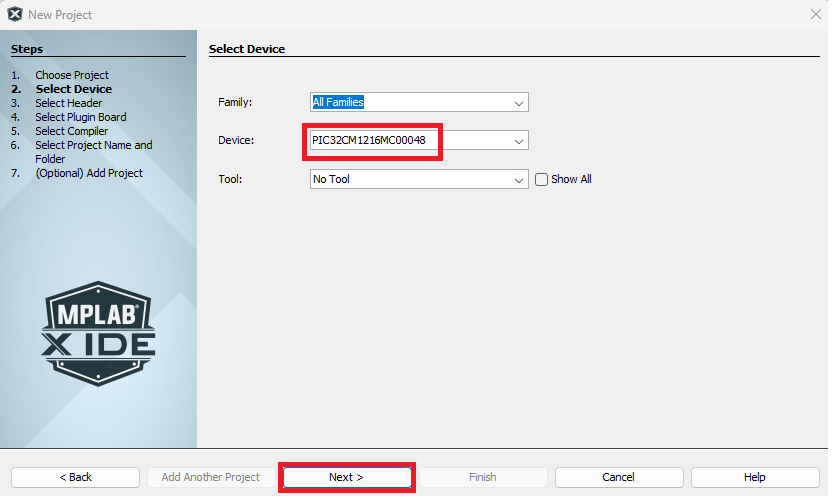 New Project
Steps
1. Choose Project
2. Select Device
3. Select Header
4. Select Plugin Board
5. Select Compiler
6. Select Project Name and
Folder
7. (Optional) Add Project
MPLAB®
X IDE
Select Device
Family: All Families
Device: PIC32CM1216MC00048
Tool: No Tool Show All
< Back Add Another Project Next > Finish Cancel Help